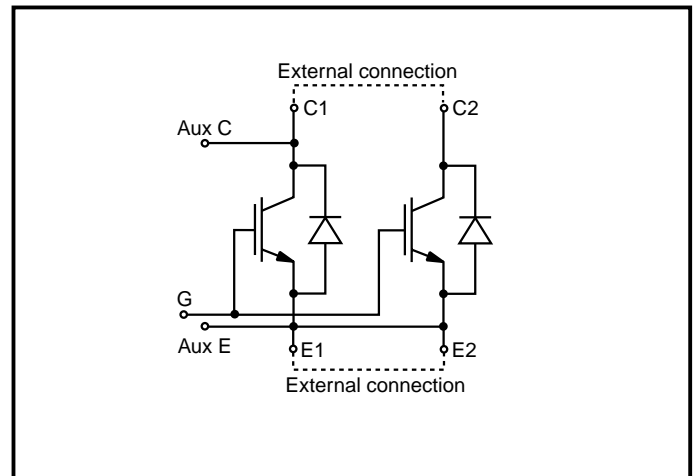 External connection
C1
C2
Aux C
G
Aux E
E1
E2
External connection